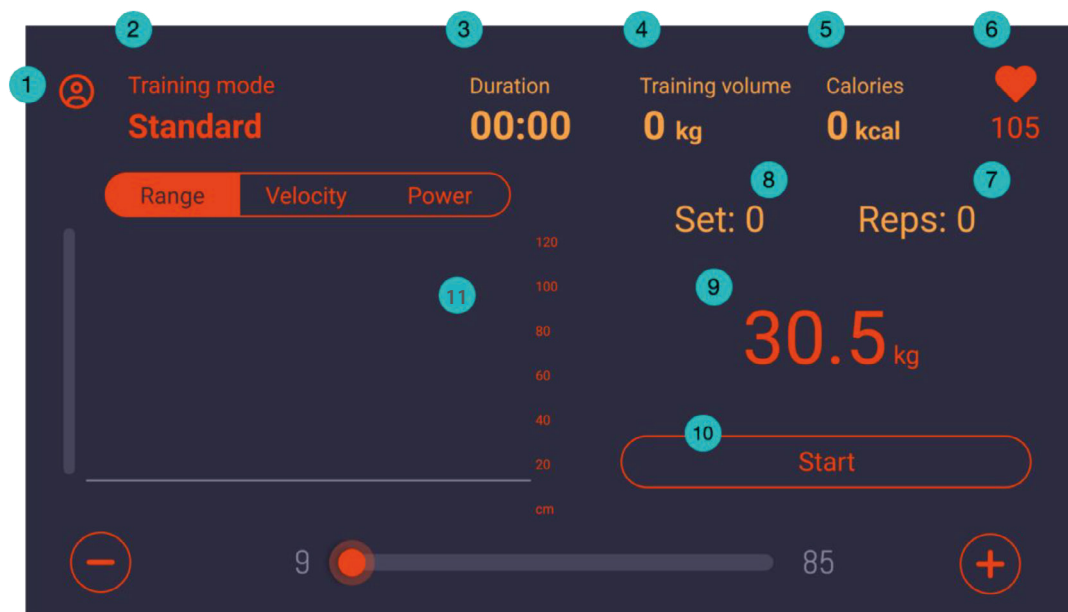 2 3 4 5 6
1 Training mode Duration Training volume Calories
Standard 00:00 0 kg 0 kcal 105
8 7
Range Velocity Power Set: 0 Reps: 0
120
11 100 9
80 30.5 kg
60
40 10
20 Start
cm
9 85